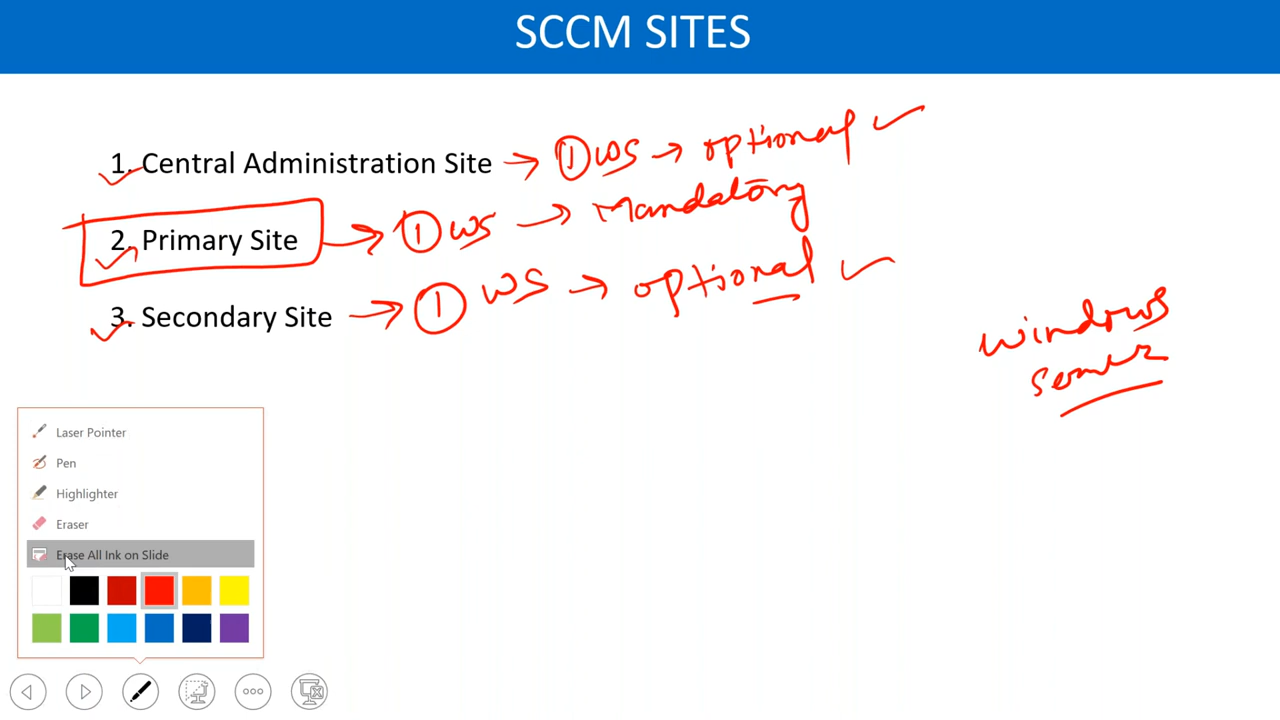 SCCM SITES
1. Central Administration Site → ① WS → optional ✓
2. Primary Site → ① WS → Mandatory
3. Secondary Site → ① WS → optional ✓
windows
server
Laser Pointer
Pen
Highlighter
Eraser
Erase All Ink on Slide